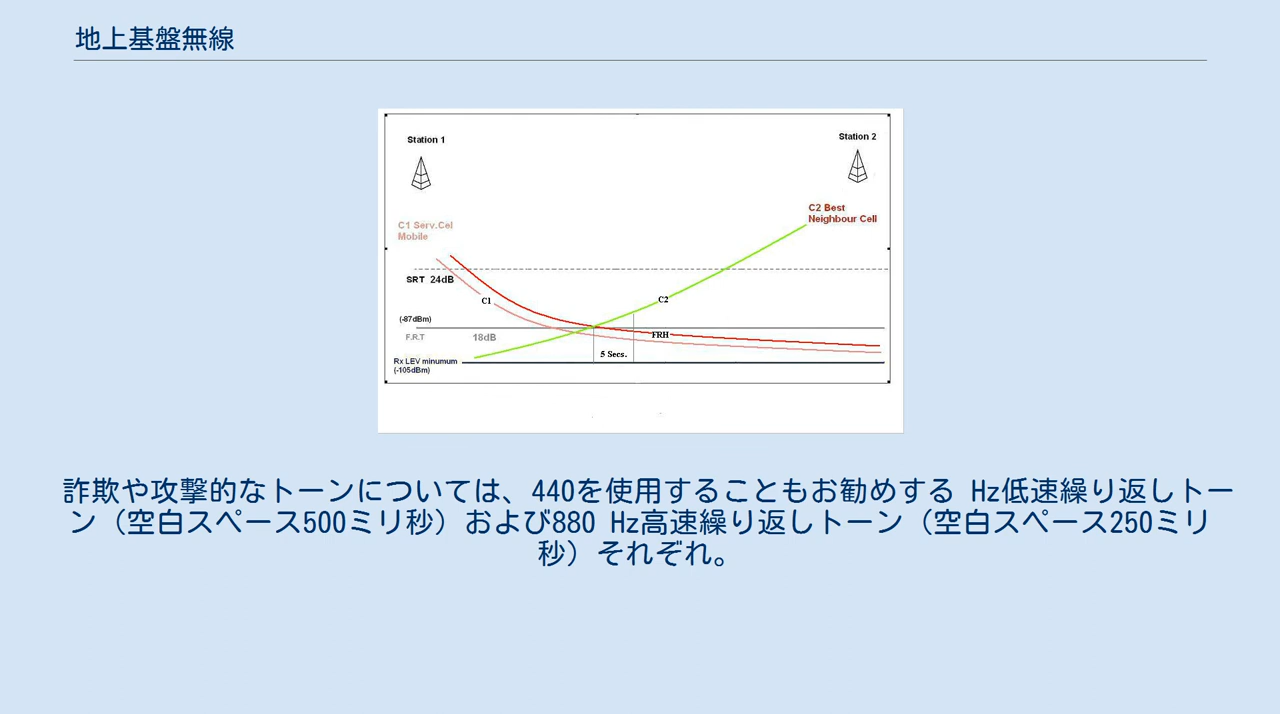 地上基盤無線
Station 1
Station 2
C2 Best
Neighbour Cell
C1 Serv.Cel
Mobile
SRT 24dB
C1
C2
(-87dBm)
F.R.T 18dB
FRH
5 Secs.
Rx LEV minumum
(-105dBm)
詐欺や攻撃的なトーンについては、440を使用することもお勧めする Hz低速繰り返しトー
ン（空白スペース500ミリ秒）および880 Hz高速繰り返しトーン（空白スペース250ミリ
秒）それぞれ。